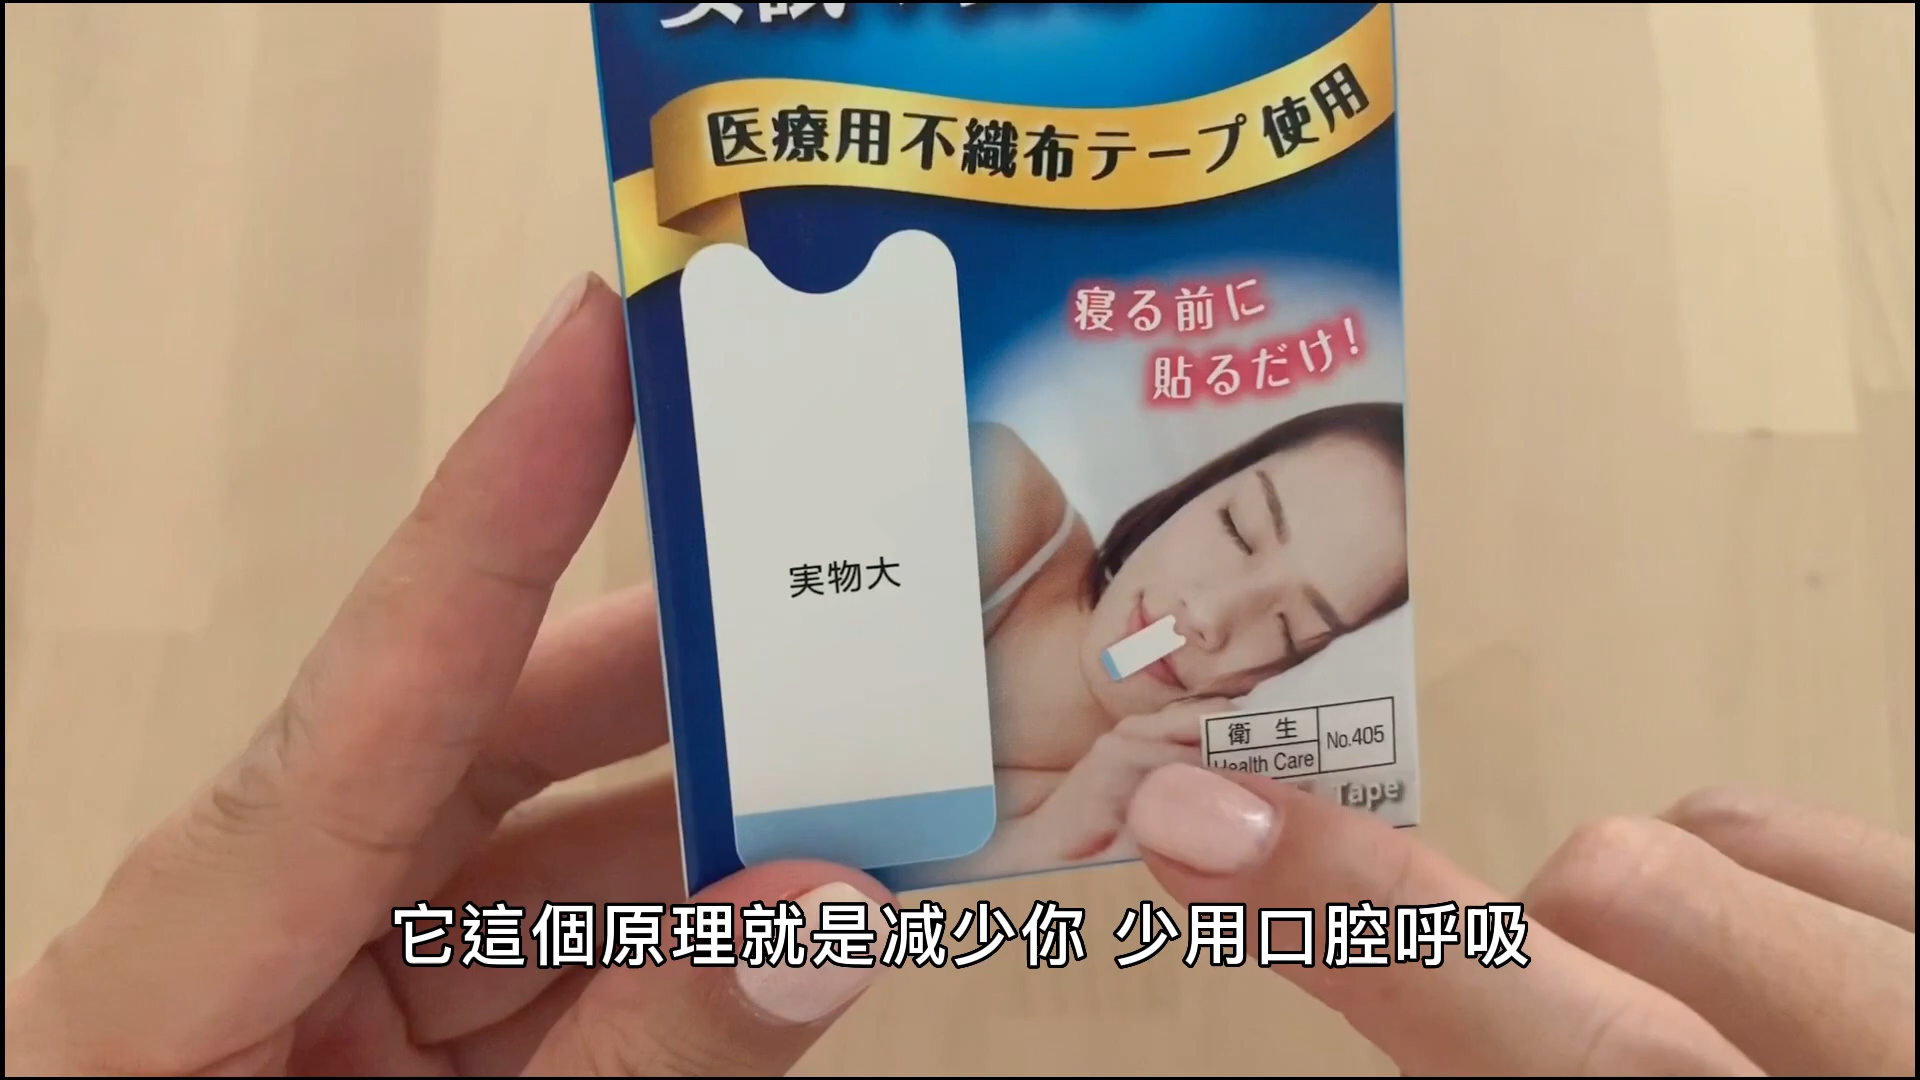 医療用不織布テープ使用
寝る前に
貼るだけ!
実物大
衛 生
Health Care
No.405
Tape
它這個原理就是減少你 少用口腔呼吸